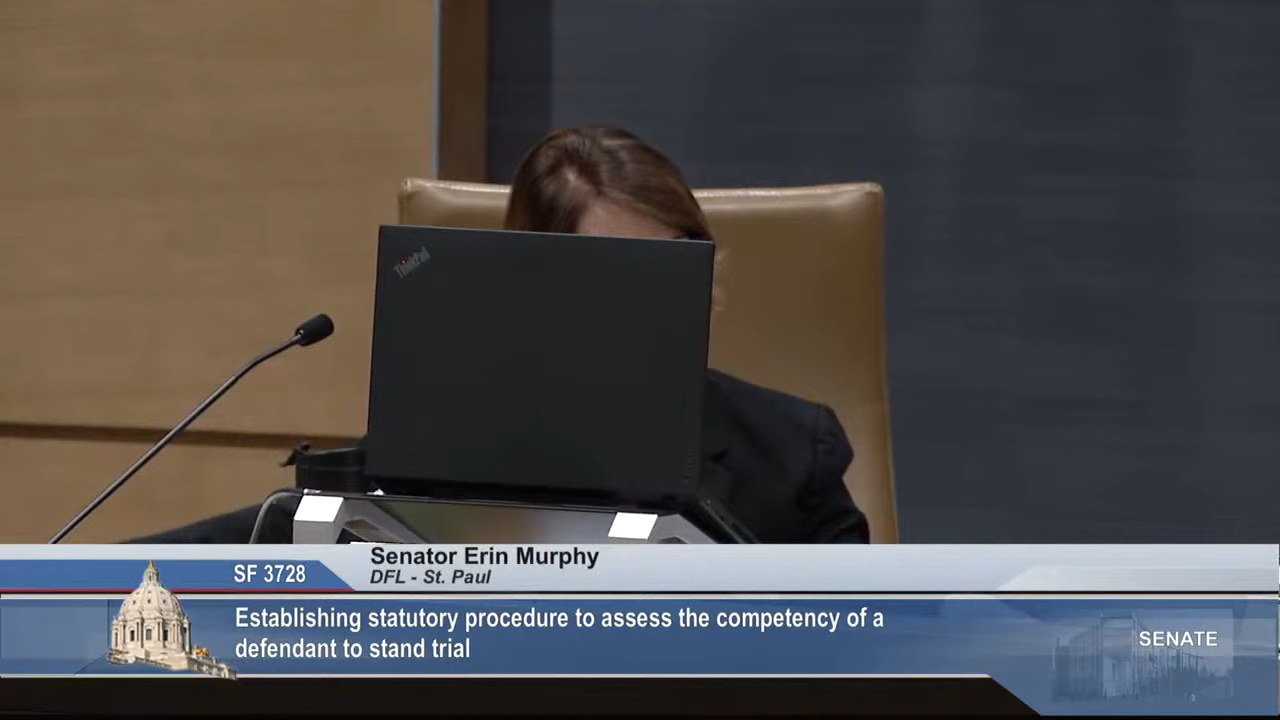 ThinkPad
Senator Erin Murphy
SF 3728
DFL - St. Paul
Establishing statutory procedure to assess the competency of a
defendant to stand trial
SENATE